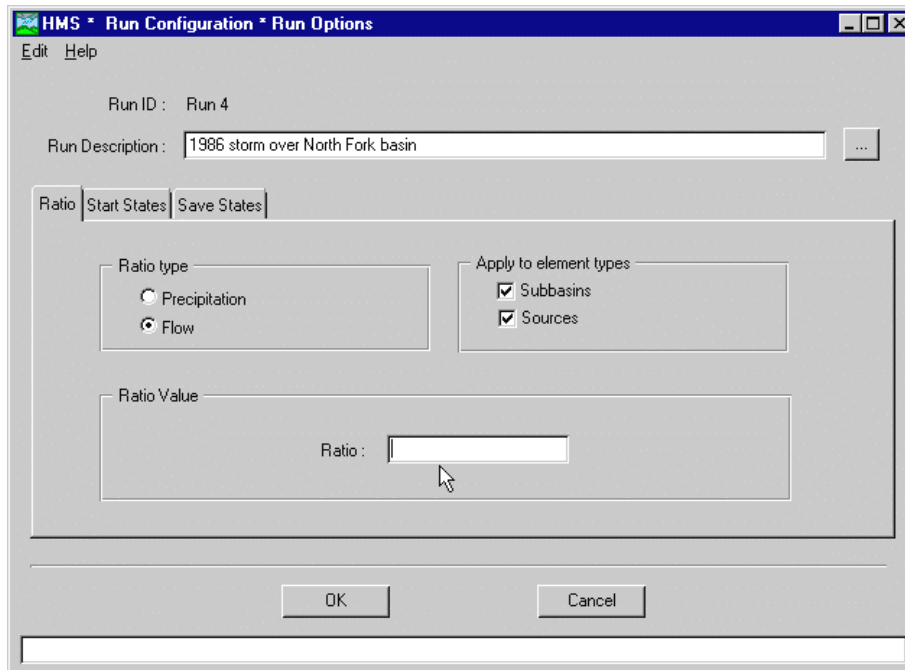 HMS * Run Configuration * Run Options
Edit Help
Run ID : Run 4
Run Description : 1986 storm over North Fork basin ...
Ratio Start States Save States
Ratio type
Precipitation
Flow
Apply to element types
Subbasins
Sources
Ratio Value
Ratio :
OK Cancel